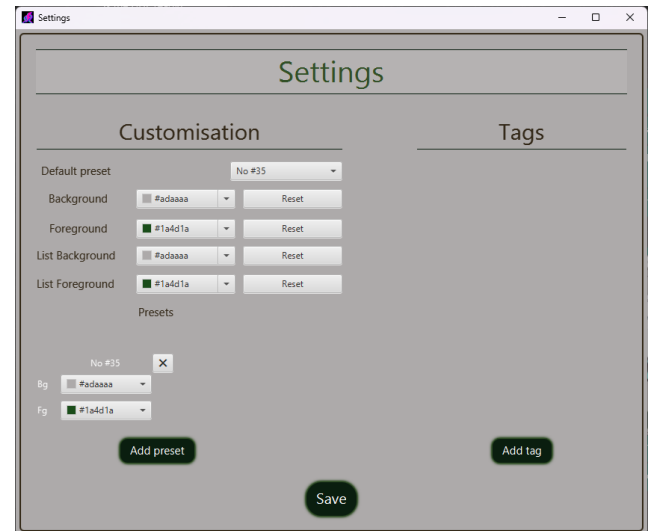 Settings
Settings
Customisation
Default preset No #35
Background #adaaaa Reset
Foreground #1a4d1a Reset
List Background #adaaaa Reset
List Foreground #1a4d1a Reset
Presets
No #35
Bg #adaaaa
Fg #1a4d1a
Add preset
Tags
Add tag
Save